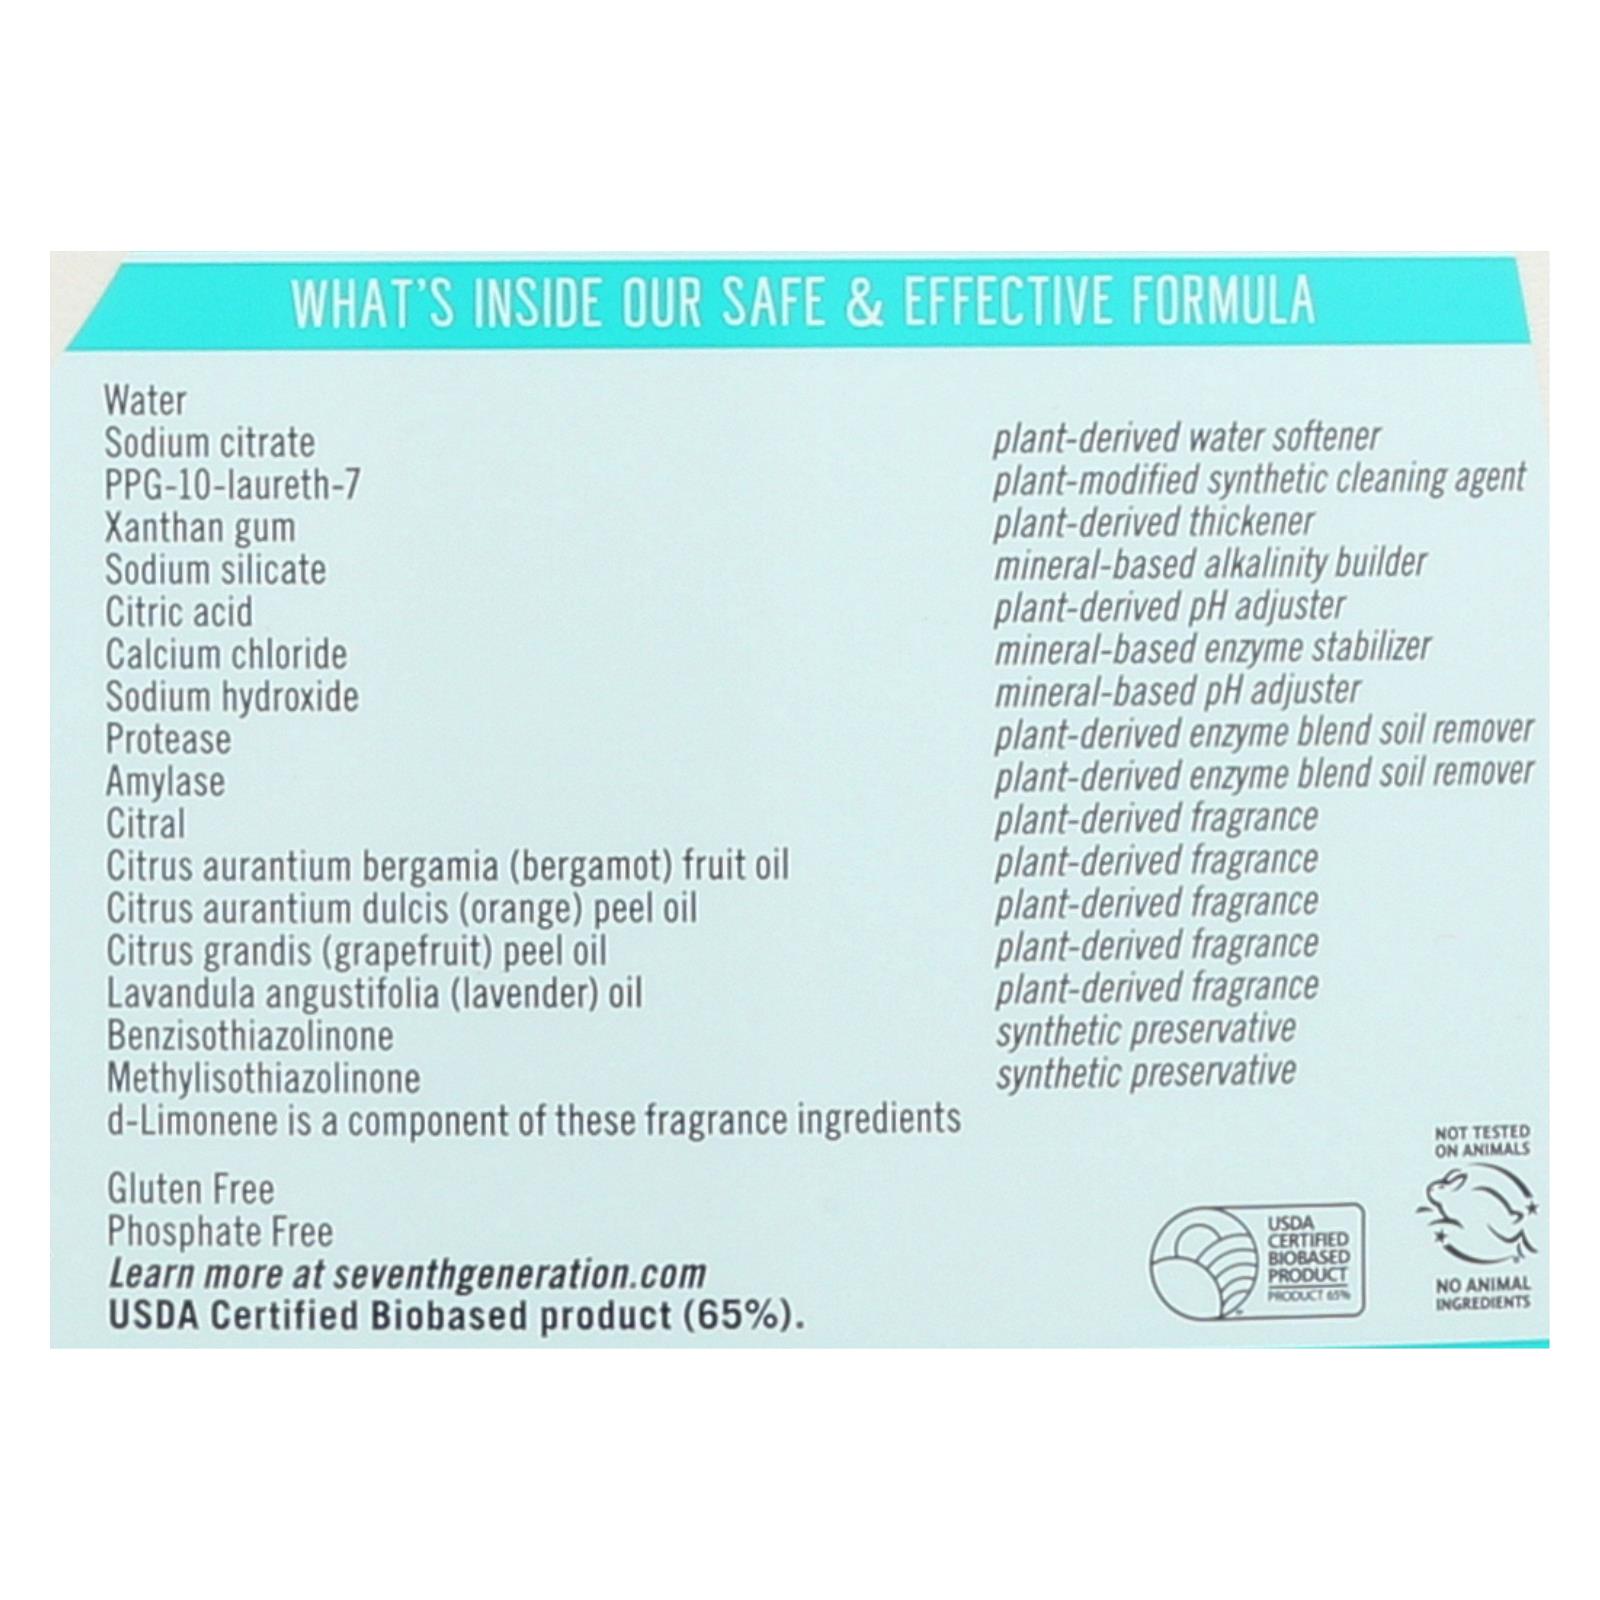 WHAT'S INSIDE OUR SAFE & EFFECTIVE FORMULA
Water
Sodium citrate plant-derived water softener
PPG-10-laureth-7 plant-modified synthetic cleaning agent
Xanthan gum plant-derived thickener
Sodium silicate mineral-based alkalinity builder
Citric acid plant-derived pH adjuster
Calcium chloride mineral-based enzyme stabilizer
Sodium hydroxide mineral-based pH adjuster
Protease plant-derived enzyme blend soil remover
Amylase plant-derived enzyme blend soil remover
Citral plant-derived fragrance
Citrus aurantium bergamia (bergamot) fruit oil plant-derived fragrance
Citrus aurantium dulcis (orange) peel oil plant-derived fragrance
Citrus grandis (grapefruit) peel oil plant-derived fragrance
Lavandula angustifolia (lavender) oil plant-derived fragrance
Benzisothiazolinone synthetic preservative
Methylisothiazolinone synthetic preservative
d-Limonene is a component of these fragrance ingredients
Gluten Free
Phosphate Free
Learn more at seventhgeneration.com
USDA Certified Biobased product (65%).
USDA
CERTIFIED
BIOBASED
PRODUCT
PRODUCT 65%
NOT TESTED
ON ANIMALS
NO ANIMAL
INGREDIENTS